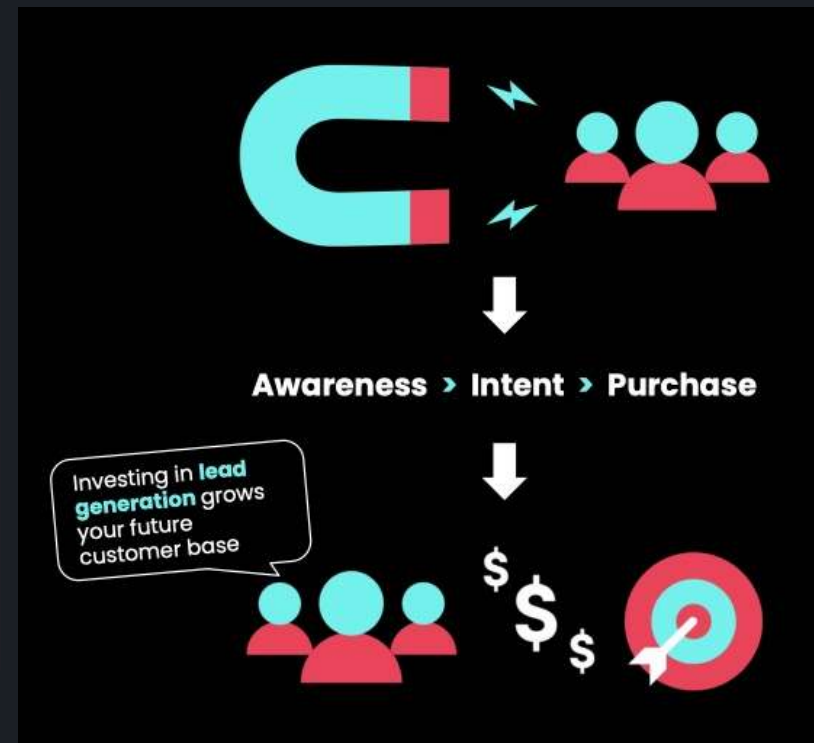 Awareness > Intent > Purchase
Investing in lead
generation grows
your future
customer base
$
$
$